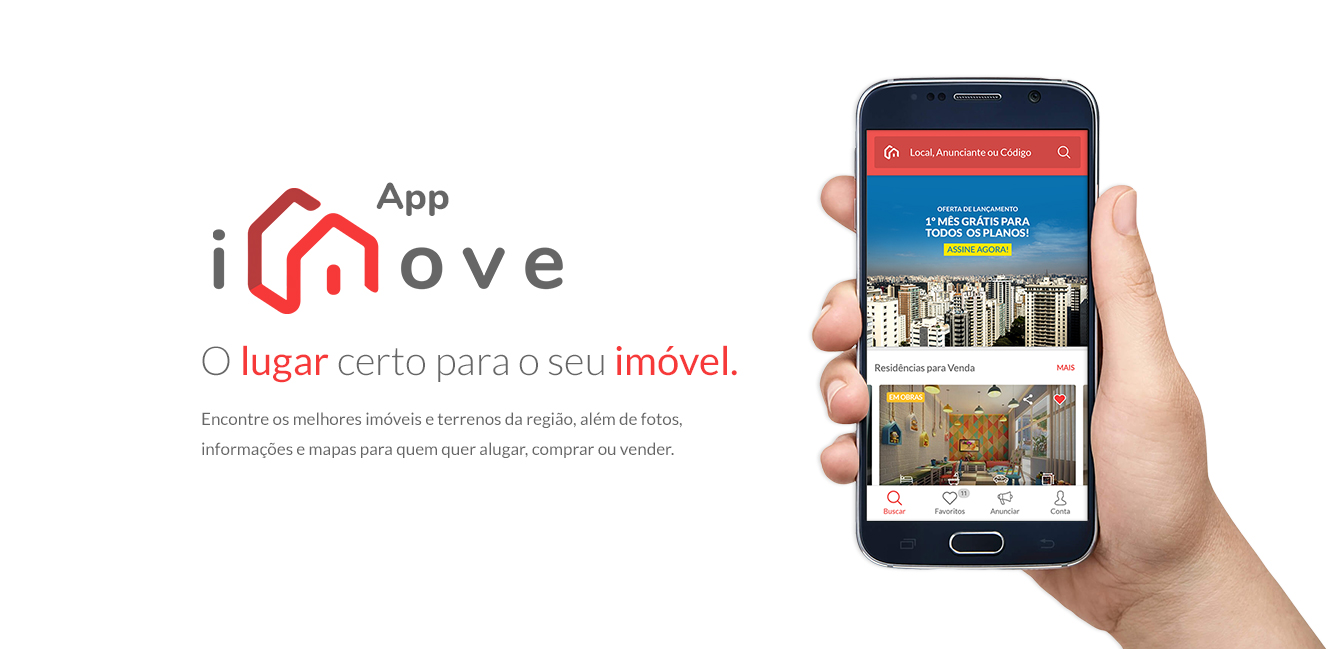 App
imove
O lugar certo para o seu imóvel.
Encontre os melhores imóveis e terrenos da região, além de fotos,
informações e mapas para quem quer alugar, comprar ou vender.
Local, Anunciante ou Código
OFERTA DE LANÇAMENTO
1º MÊS GRÁTIS PARA
TODOS OS PLANOS!
ASSINE AGORA!
Residências para Venda MAIS
EM OBRAS
11
Buscar Favoritos Anunciar Conta